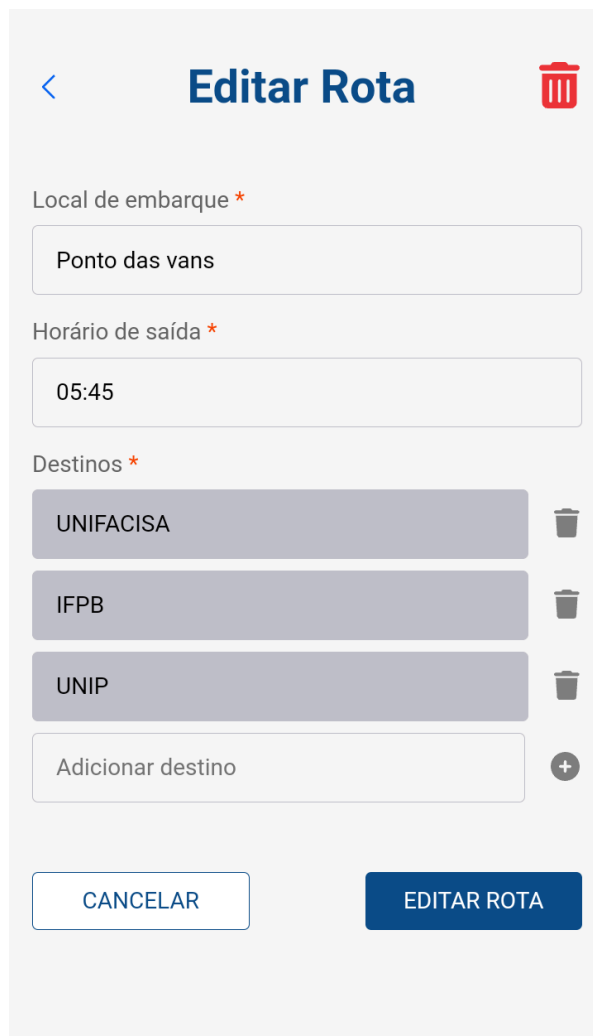 Editar Rota
Local de embarque *
Ponto das vans
Horário de saída *
05:45
Destinos *
UNIFACISA
IFPB
UNIP
Adicionar destino
CANCELAR
EDITAR ROTA